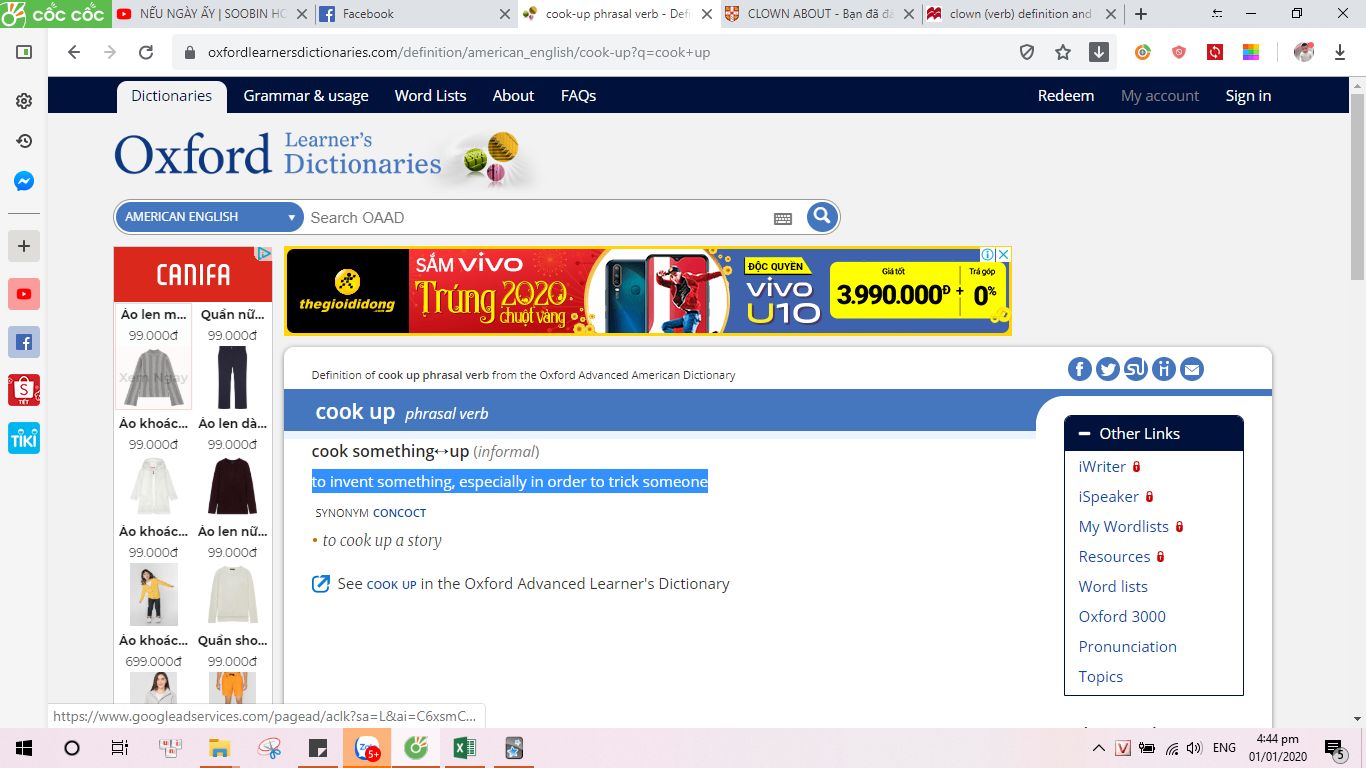 cốc cốc
NẾU NGÀY ẤY | SOOBIN HO
Facebook
cook-up phrasal verb - Defi
CLOWN ABOUT - Bạn đã đa
clown (verb) definition and
oxfordlearnersdictionaries.com/definition/american_english/cook-up?q=cook+up
Dictionaries Grammar & usage Word Lists About FAQs Redeem My account Sign in
Oxford Learner's Dictionaries
AMERICAN ENGLISH Search OAAD
CANIFA
Áo len m... Quần nữ...
99.000đ 99.000đ
Xem Ngay
Áo khoác... Áo len dà...
99.000đ 99.000đ
Áo khoác... Áo len nữ...
99.000đ 99.000đ
Áo khoác... Quần sho...
699.000đ 99.000đ
thegioididong.com
SẮM vivo
Trúng 2020
chuột vàng
ĐỘC QUYỀN
vivo
U10
Giá tốt Trả góp
3.990.000Đ + 0%
Definition of cook up phrasal verb from the Oxford Advanced American Dictionary
cook up phrasal verb
cook something↔up (informal)
to invent something, especially in order to trick someone
SYNONYM CONCOCT
• to cook up a story
See COOK UP in the Oxford Advanced Learner's Dictionary
Other Links
iWriter
iSpeaker
My Wordlists
Resources
Word lists
Oxford 3000
Pronunciation
Topics
S
TẾT
TIKI
https://www.googleadservices.com/pagead/aclk?sa=L&ai=C6xsmC...
5+
V
ENG
4:44 pm
01/01/2020
5